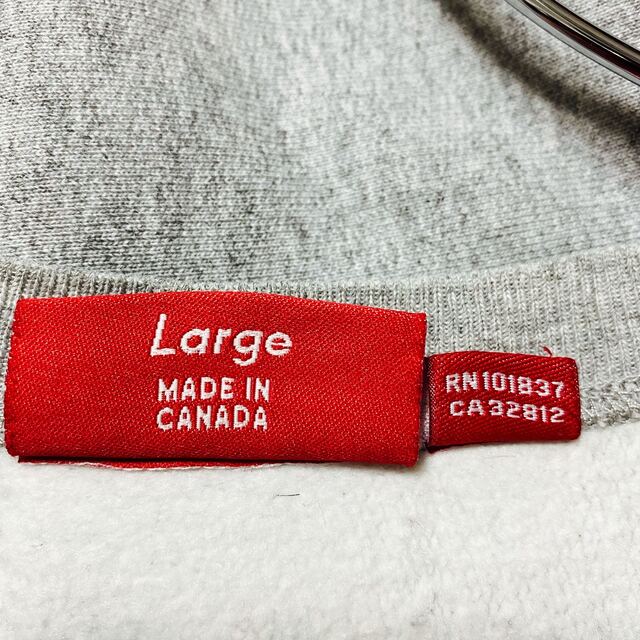 Large
MADE IN
CANADA
RN101837
CA32812